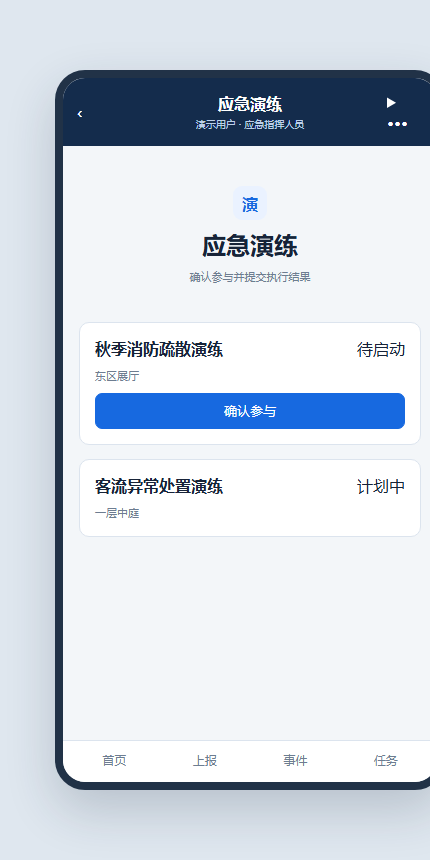 应急演练
演示用户 · 应急指挥人员
演
应急演练
确认参与并提交执行结果
秋季消防疏散演练 待启动
东区展厅
确认参与
客流异常处置演练 计划中
一层中庭
首页 上报 事件 任务